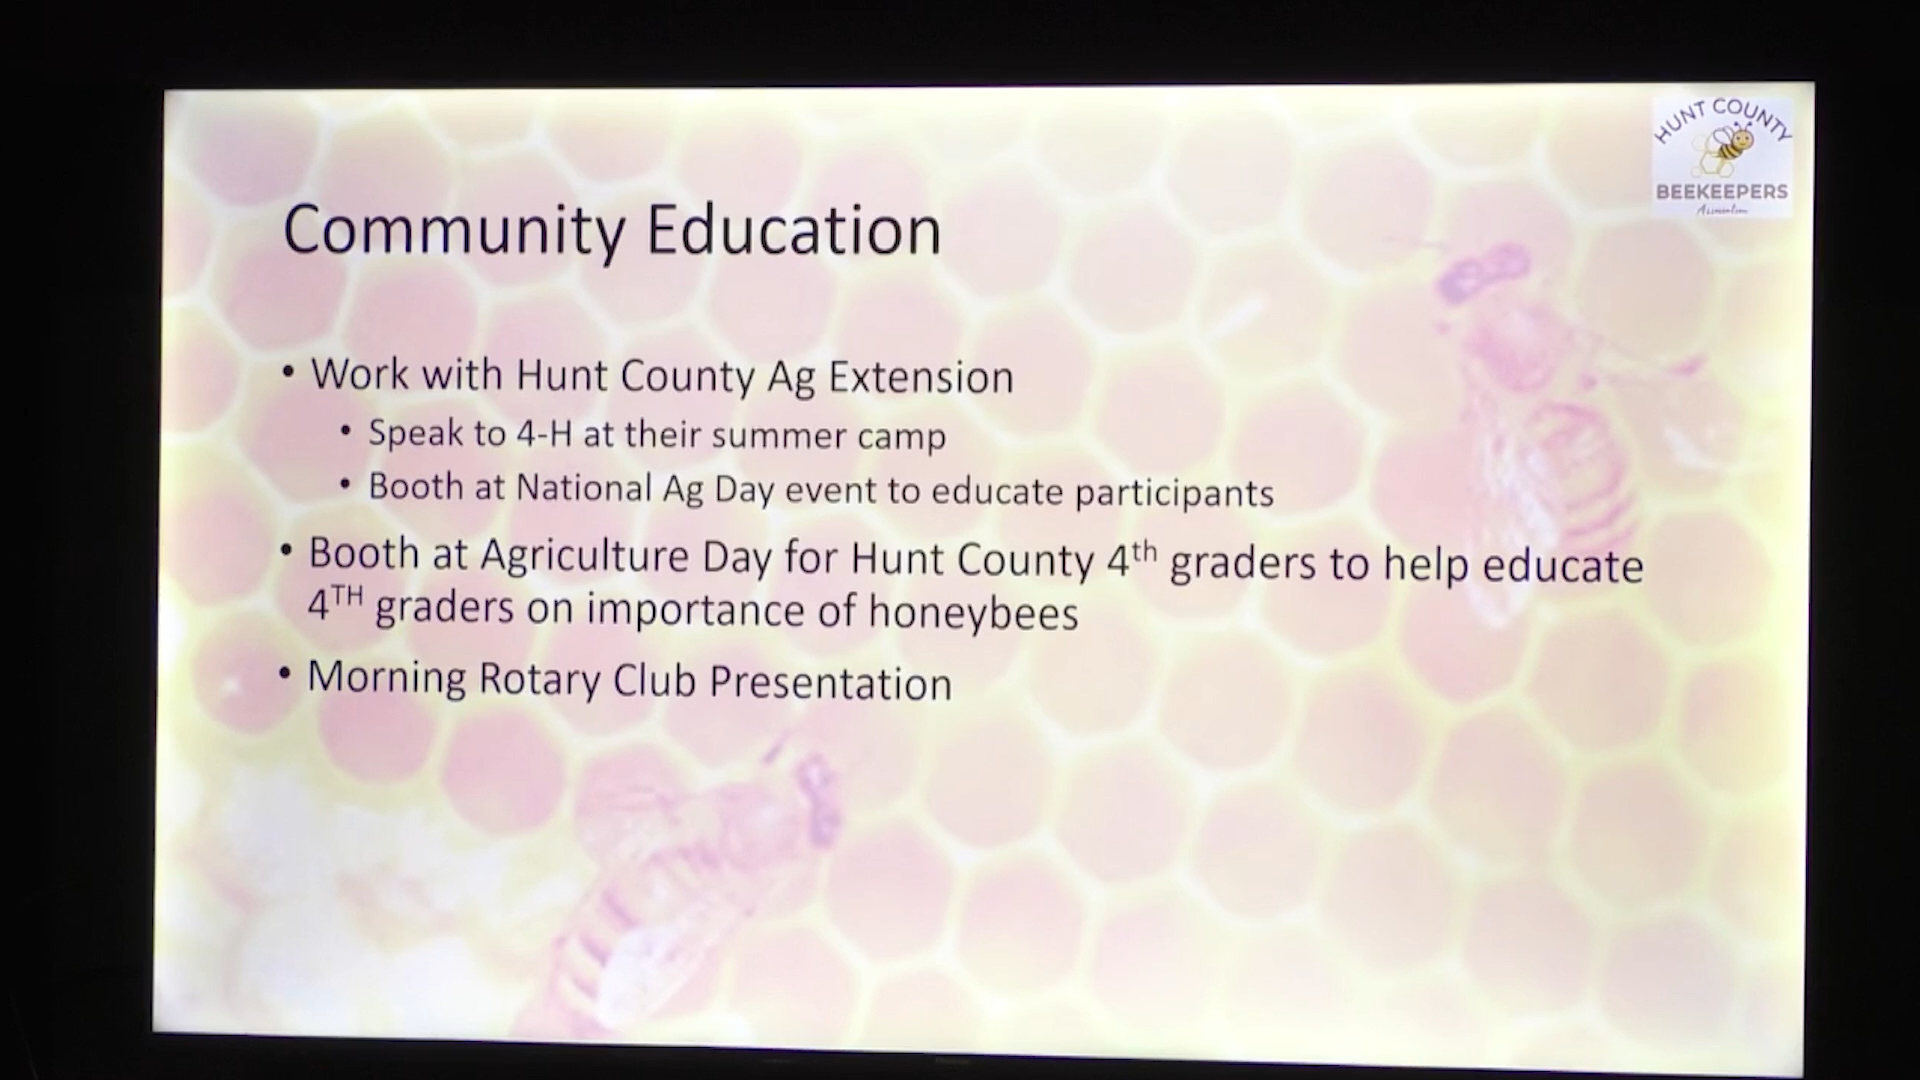 HUNT COUNTY
BEEKEEPERS
Association
Community Education
• Work with Hunt County Ag Extension
• Speak to 4-H at their summer camp
• Booth at National Ag Day event to educate participants
• Booth at Agriculture Day for Hunt County 4th graders to help educate
4TH graders on importance of honeybees
• Morning Rotary Club Presentation